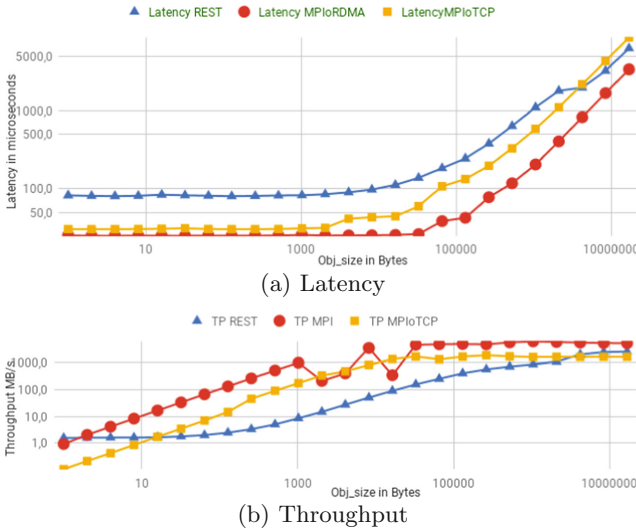 Latency REST Latency MPIoRDMA LatencyMPIoTCP
Latency in microseconds
5000,0
1000,0
500,0
100,0
50,0
10 1000 100000 10000000
Obj_size in Bytes
(a) Latency
TP REST TP MPI TP MPIoTCP
Throughput MB/s.
1000,0
100,0
10,0
1,0
10 1000 100000 10000000
Obj_size in Bytes
(b) Throughput